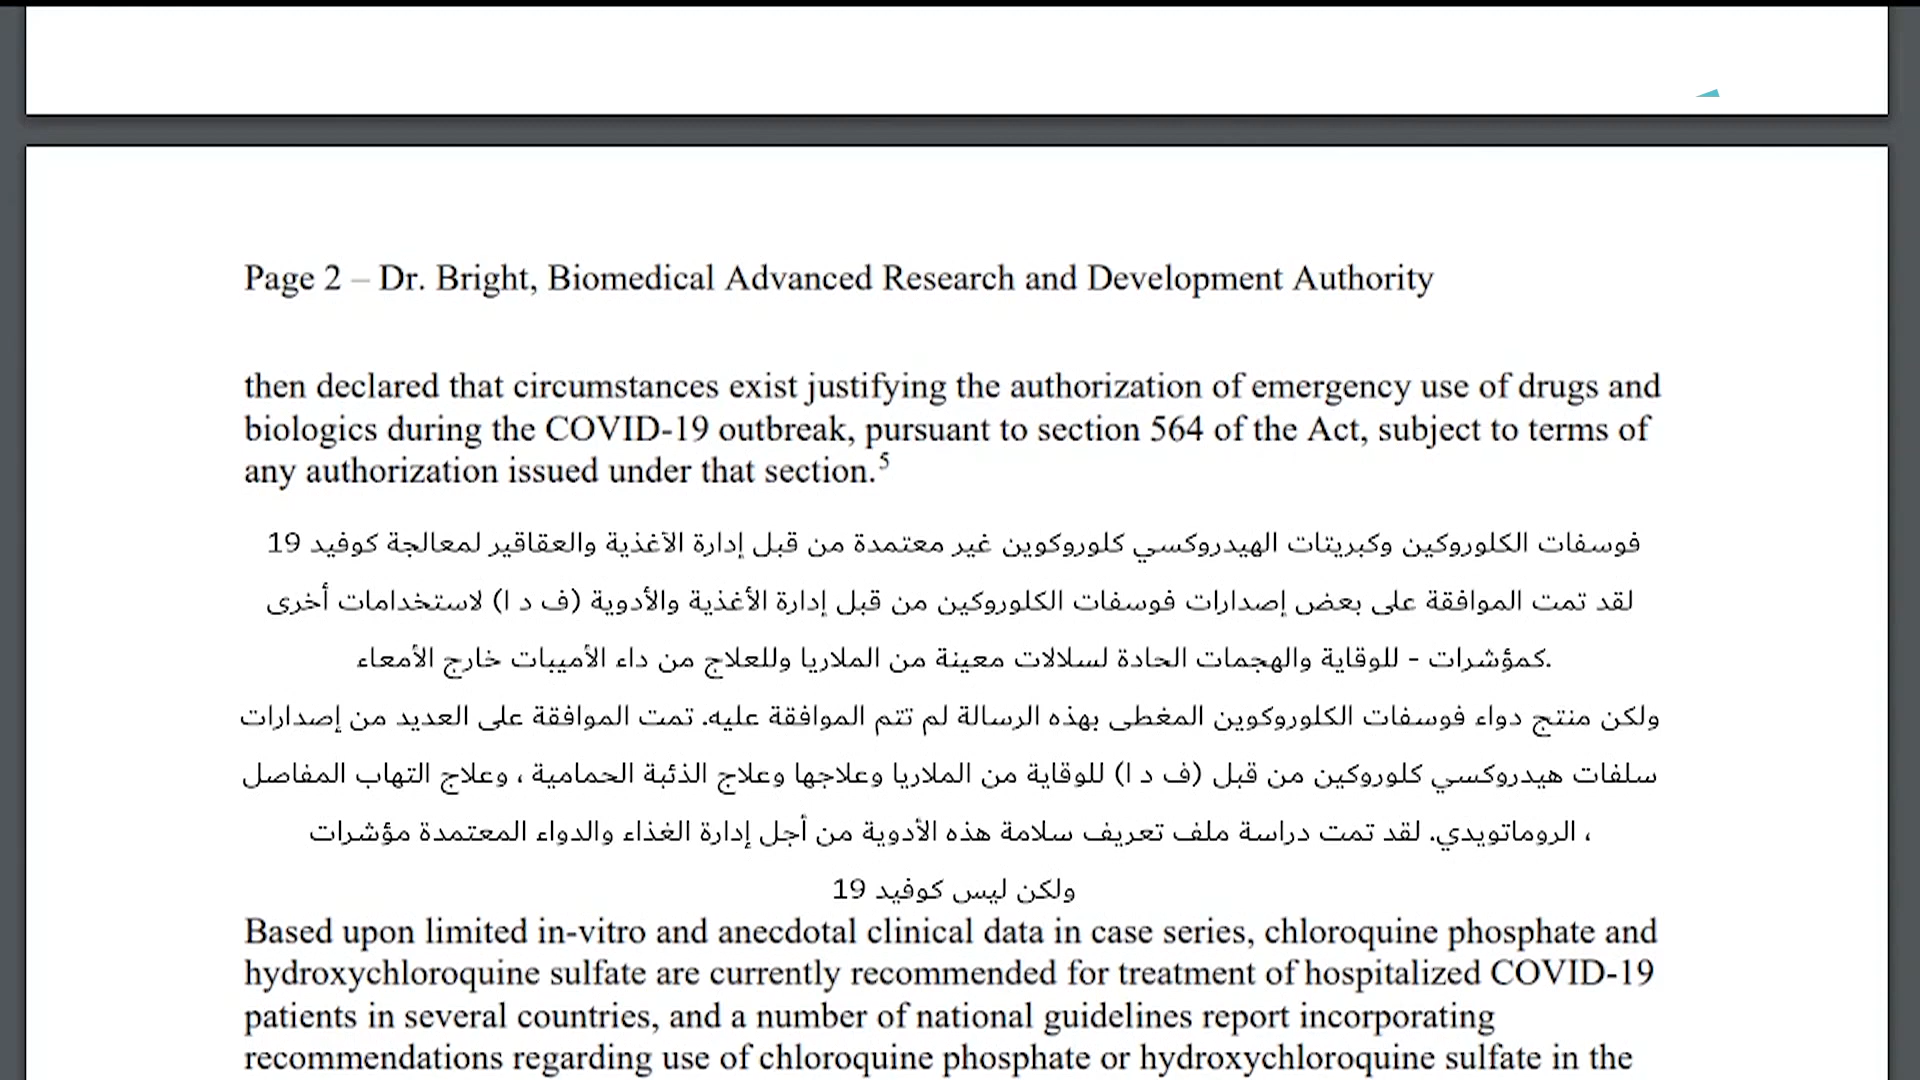 Page 2 – Dr. Bright, Biomedical Advanced Research and Development Authority
then declared that circumstances exist justifying the authorization of emergency use of drugs and
biologics during the COVID-19 outbreak, pursuant to section 564 of the Act, subject to terms of
any authorization issued under that section.5
فوسفات الكلوروكين وكبريتات الهيدروكسي كلوروكوين غير معتمدة من قبل إدارة الأغذية والعقاقير لمعالجة كوفيد 19
لقد تمت الموافقة على بعض إصدارات فوسفات الكلوروكين من قبل إدارة الأغذية والأدوية (ف د ا) لاستخدامات أخرى
كمؤشرات - للوقاية والهجمات الحادة لسلالات معينة من الملاريا وللعلاج من داء الأميبات خارج الأمعاء.
ولكن منتج دواء فوسفات الكلوروكوين المغطى بهذه الرسالة لم تتم الموافقة عليه. تمت الموافقة على العديد من إصدارات
سلفات هيدروكسي كلوروكين من قبل (ف د ا) للوقاية من الملاريا وعلاجها وعلاج الذئبة الحمامية ، وعلاج التهاب المفاصل
، الروماتويدي. لقد تمت دراسة ملف تعريف سلامة هذه الأدوية من أجل إدارة الغذاء والدواء المعتمدة مؤشرات
ولكن ليس كوفيد 19
Based upon limited in-vitro and anecdotal clinical data in case series, chloroquine phosphate and
hydroxychloroquine sulfate are currently recommended for treatment of hospitalized COVID-19
patients in several countries, and a number of national guidelines report incorporating
recommendations regarding use of chloroquine phosphate or hydroxychloroquine sulfate in the